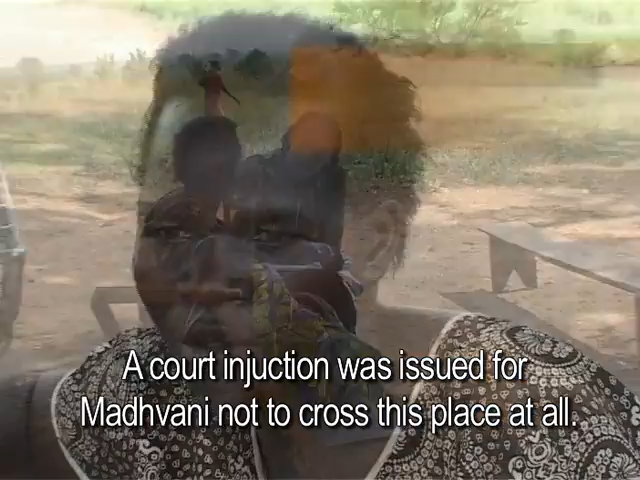 A court injuction was issued for
Madhvani not to cross this place at all.